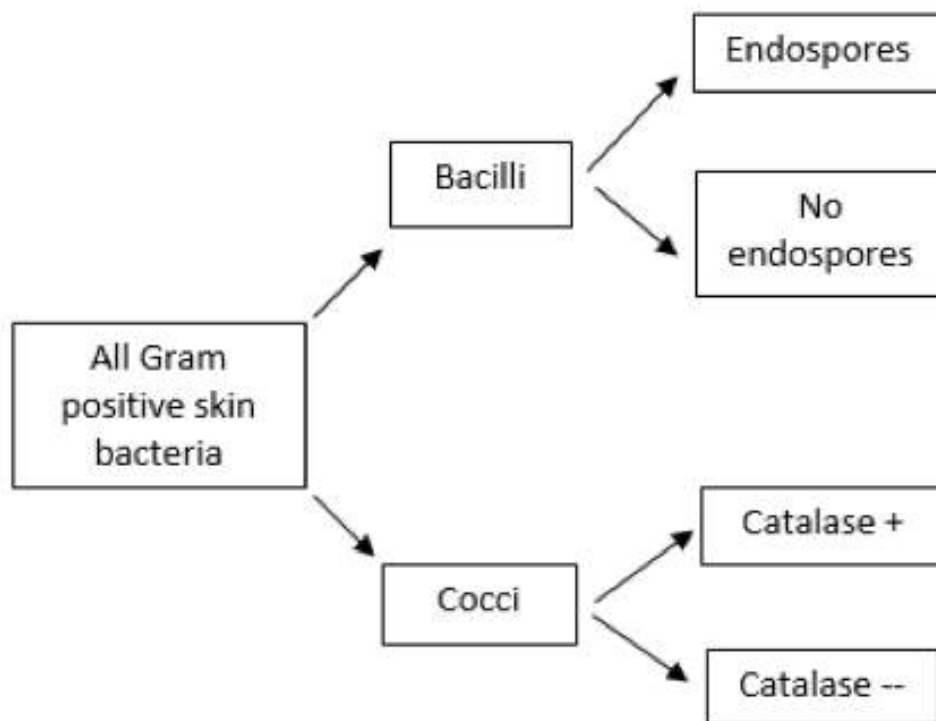 Endospores
Bacilli
No
endospores
All Gram
positive skin
bacteria
Catalase +
Cocci
Catalase --